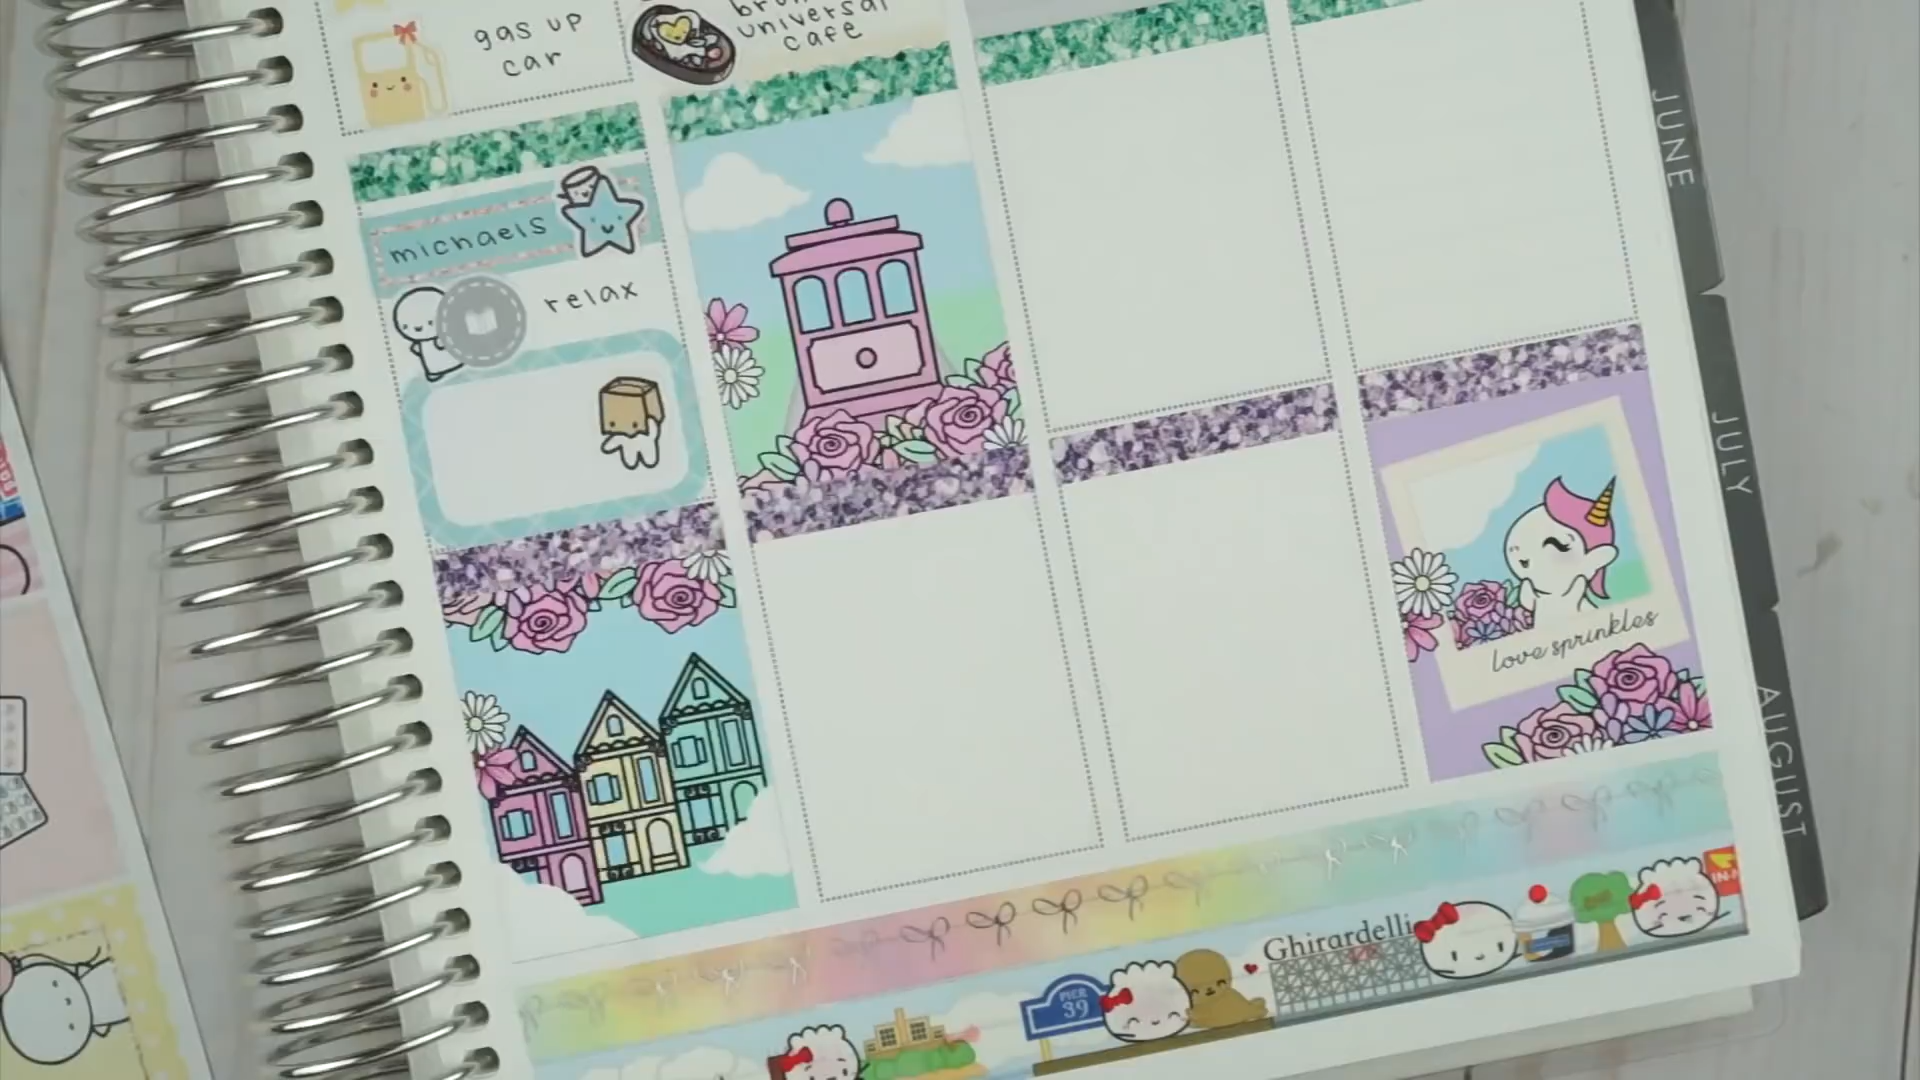 gas up
car
universal
cafe
michaels
relax
love sprinkles
PIER
39
Ghirardelli
JUNE
JULY
AUGUST